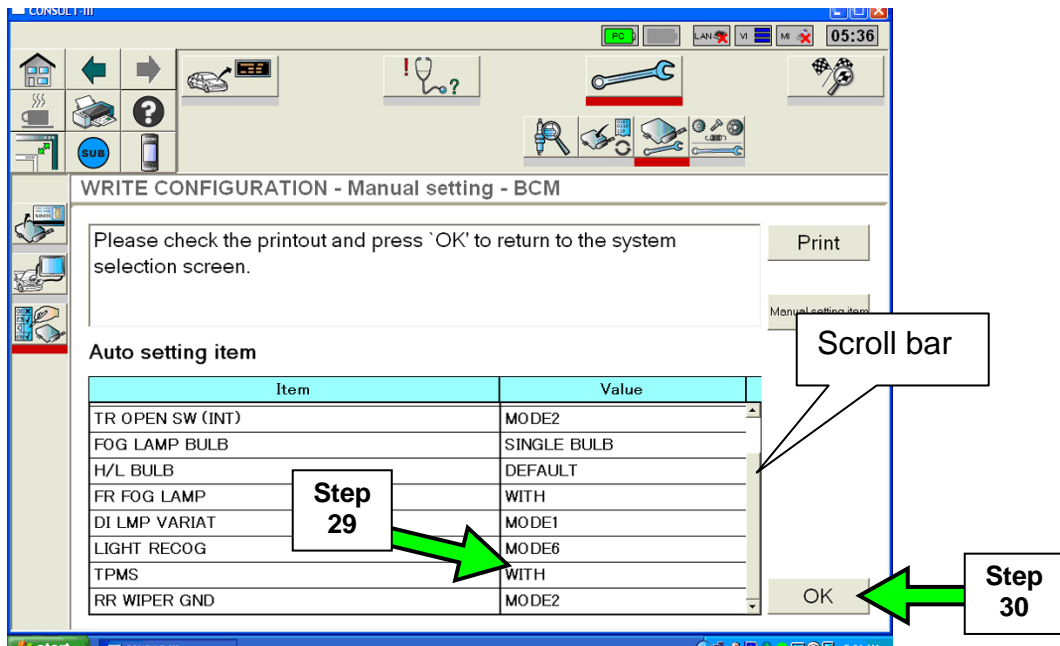 CONSULT-III
PC LAN VI MI 05:36
! ? 
? SUB
WRITE CONFIGURATION - Manual setting - BCM
Please check the printout and press `OK' to return to the system
selection screen.
Print
Manual setting item
Scroll bar
Auto setting item
Item Value
TR OPEN SW (INT) MODE2
FOG LAMP BULB SINGLE BULB
H/L BULB DEFAULT
FR FOG LAMP WITH
DI LMP VARIAT MODE1
LIGHT RECOG MODE6
TPMS WITH
RR WIPER GND MODE2
Step
29
OK
Step
30